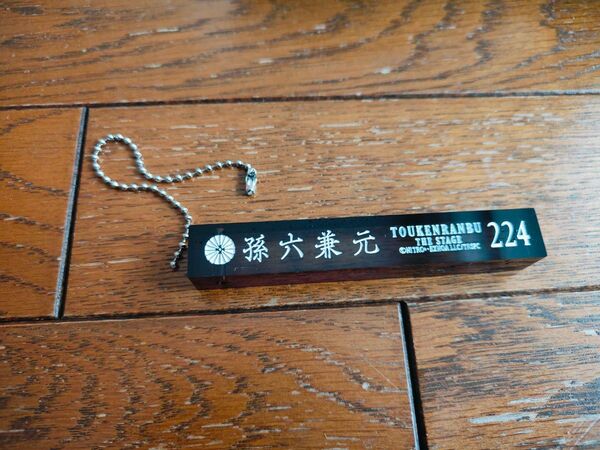 孫六兼元
TOUKENRANBU
THE STAGE
224